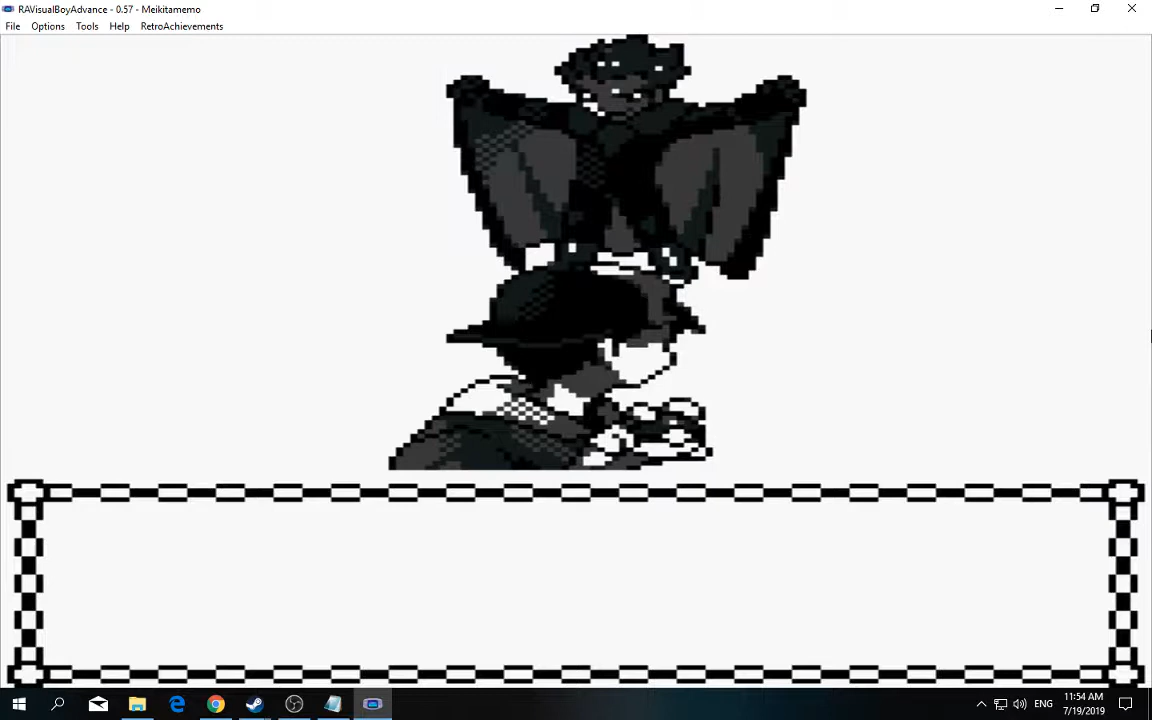 RAVisualBoyAdvance - 0.57 - Meikitamemo
File Options Tools Help RetroAchievements
ENG
11:54 AM
7/19/2019